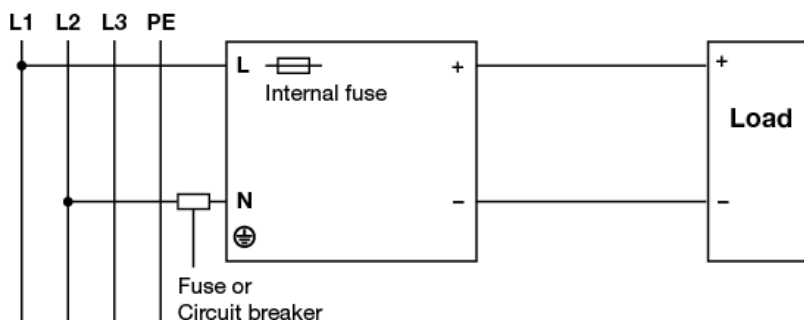 L1 L2 L3 PE
L + +
Internal fuse
Load
N – –
Fuse or
Circuit breaker